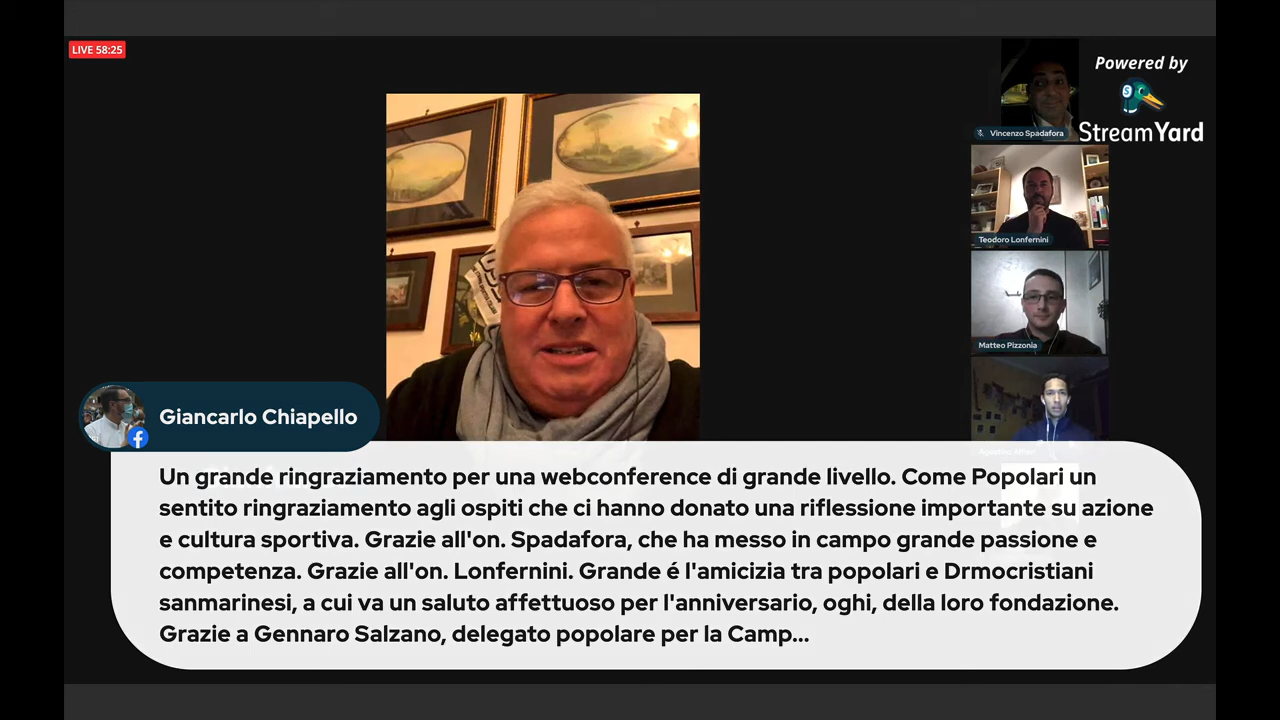 LIVE 58:25
Powered by
StreamYard
Vincenzo Spadafora
Teodoro Lonfernini
Matteo Pizzonia
Giancarlo Chiapello
Un grande ringraziamento per una webconference di grande livello. Come Popolari un
sentito ringraziamento agli ospiti che ci hanno donato una riflessione importante su azione
e cultura sportiva. Grazie all'on. Spadafora, che ha messo in campo grande passione e
competenza. Grazie all'on. Lonfernini. Grande é l'amicizia tra popolari e Drmocristiani
sanmarinesi, a cui va un saluto affettuoso per l'anniversario, oghi, della loro fondazione.
Grazie a Gennaro Salzano, delegato popolare per la Camp...